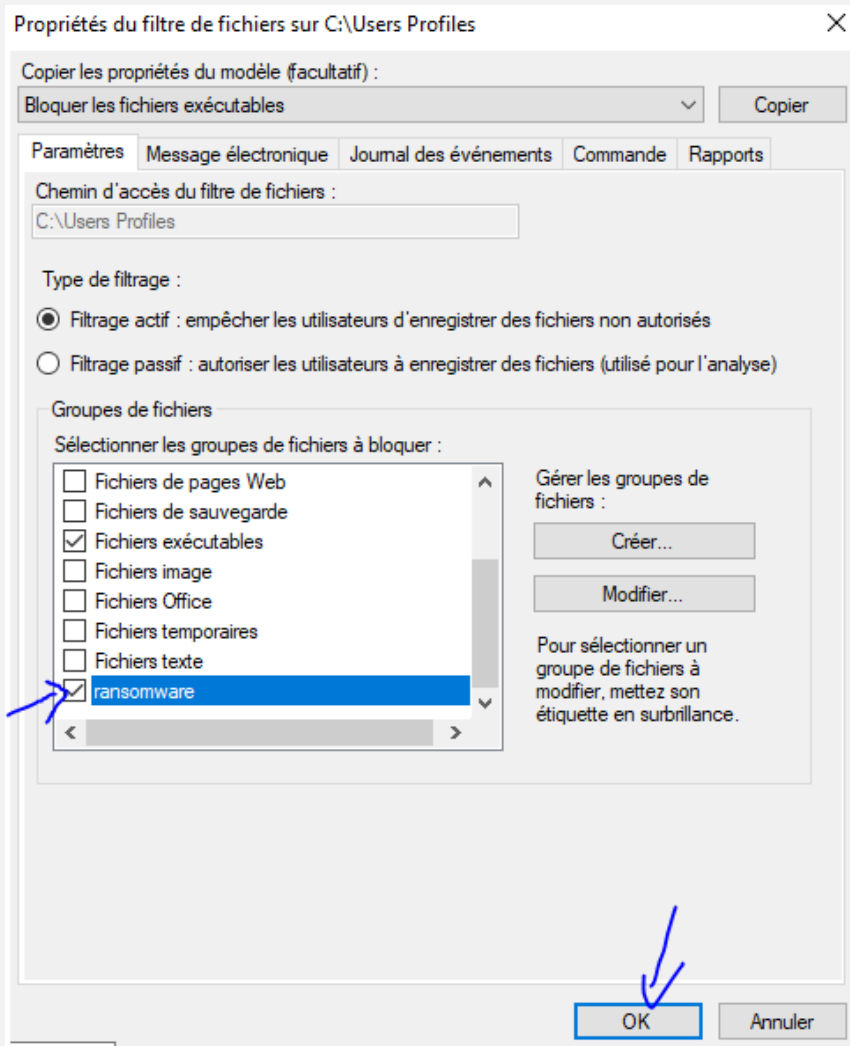 Propriétés du filtre de fichiers sur C:\Users Profiles
Copier les propriétés du modèle (facultatif) :
Bloquer les fichiers exécutables
Copier
Paramètres
Message électronique
Journal des événements
Commande
Rapports
Chemin d'accès du filtre de fichiers :
C:\Users Profiles
Type de filtrage :
Filtrage actif : empêcher les utilisateurs d'enregistrer des fichiers non autorisés
Filtrage passif : autoriser les utilisateurs à enregistrer des fichiers (utilisé pour l'analyse)
Groupes de fichiers
Sélectionner les groupes de fichiers à bloquer :
Fichiers de pages Web
Fichiers de sauvegarde
Fichiers exécutables
Fichiers image
Fichiers Office
Fichiers temporaires
Fichiers texte
ransomware
Gérer les groupes de
fichiers :
Créer...
Modifier...
Pour sélectionner un
groupe de fichiers à
modifier, mettez son
étiquette en surbrillance.
OK
Annuler